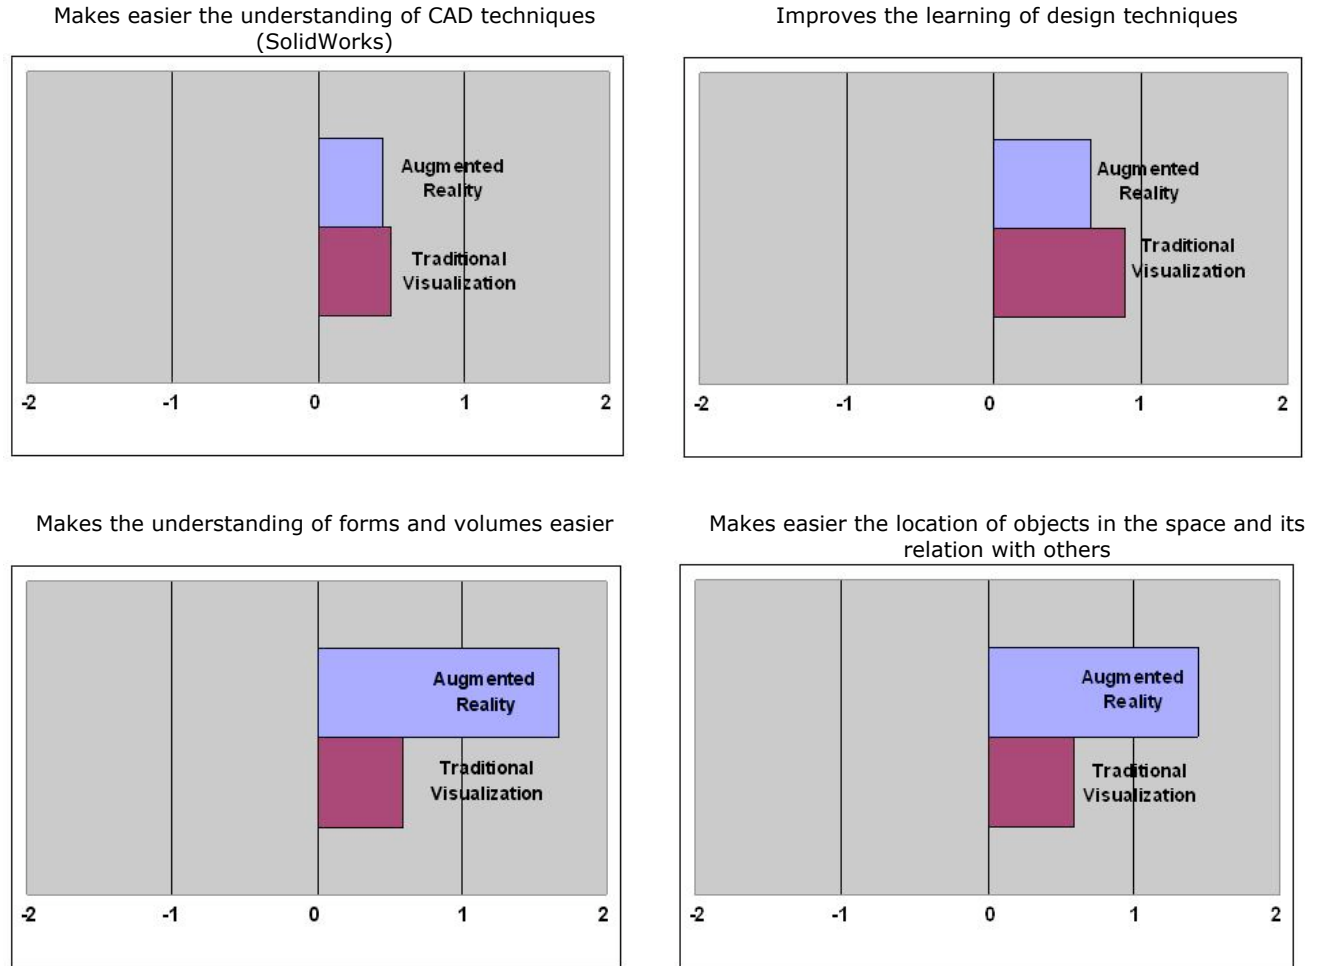 Makes easier the understanding of CAD techniques
(SolidWorks)
Augmented
Reality
Traditional
Visualization
-2 -1 0 1 2
Improves the learning of design techniques
Augmented
Reality
Traditional
Visualization
-2 -1 0 1 2
Makes the understanding of forms and volumes easier
Augmented
Reality
Traditional
Visualization
-2 -1 0 1 2
Makes easier the location of objects in the space and its
relation with others
Augmented
Reality
Traditional
Visualization
-2 -1 0 1 2